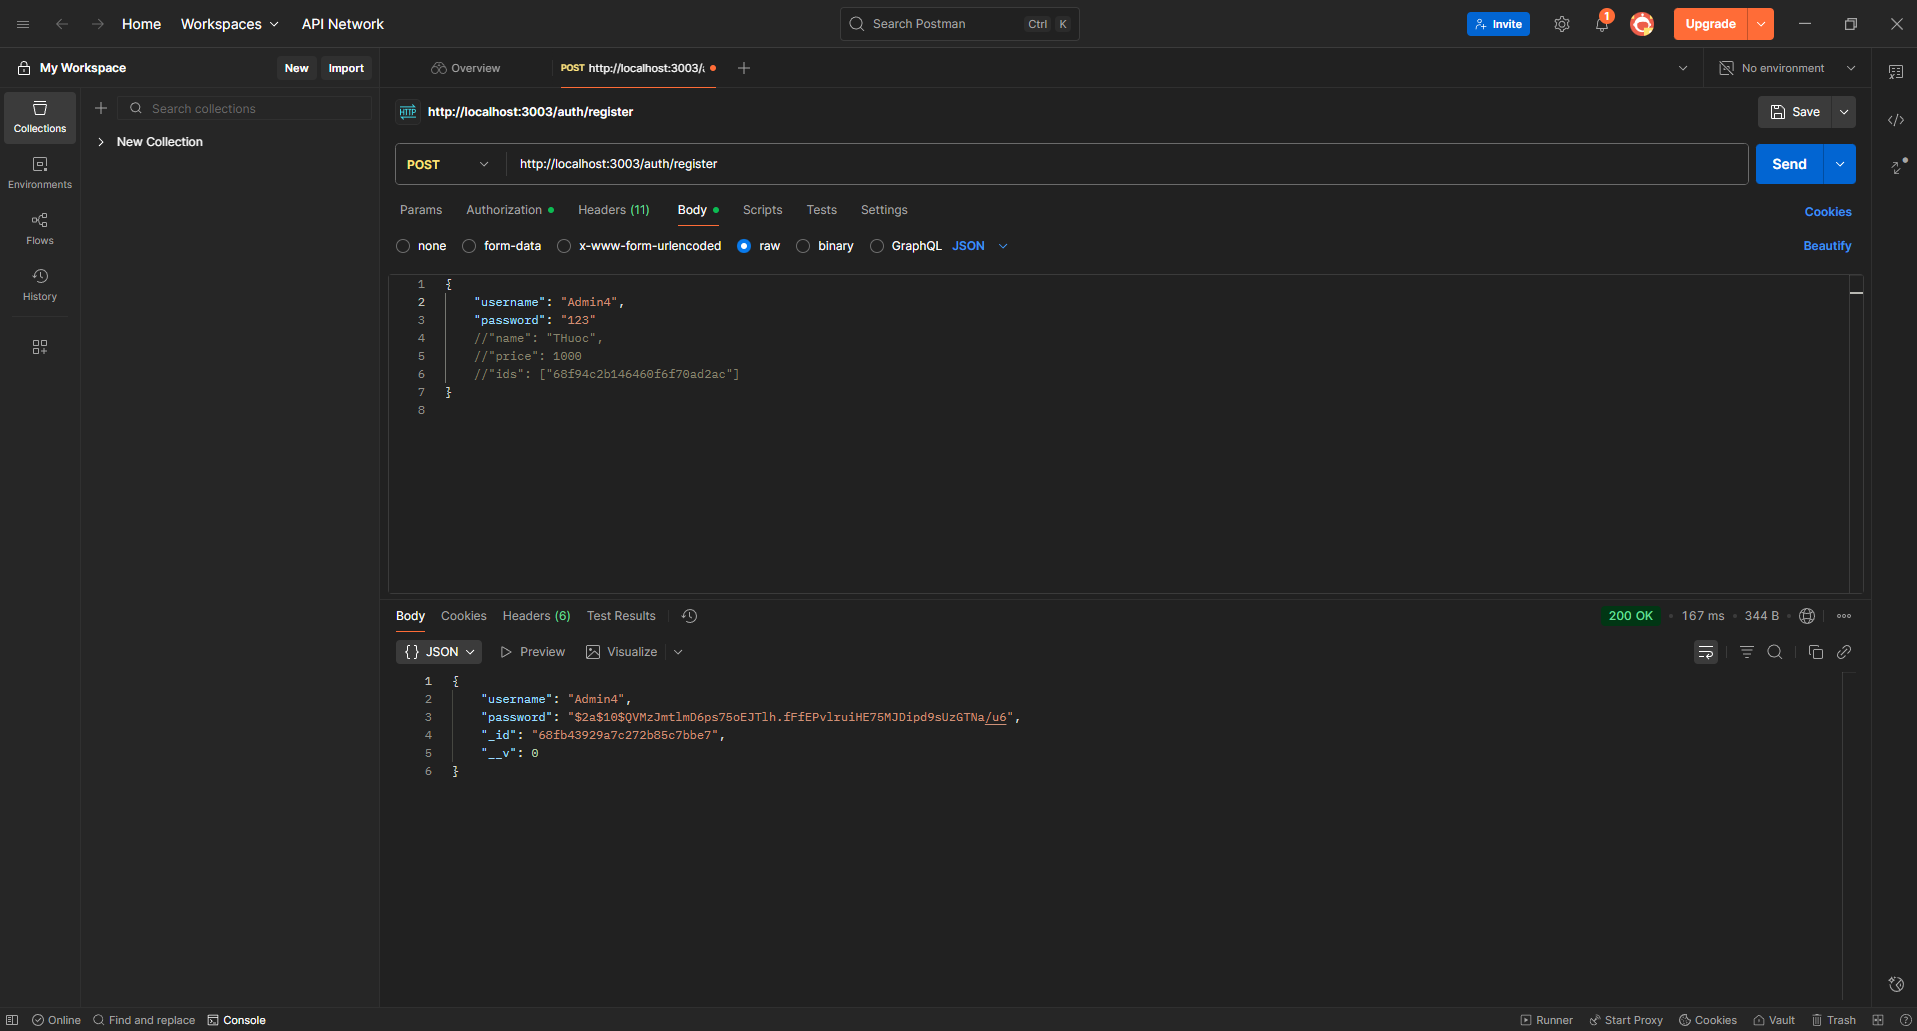 Home Workspaces API Network Search Postman Ctrl K Invite 1 Upgrade
My Workspace New Import Overview POST http://localhost:3003/a No environment
Collections
Environments
Flows
History
Search collections
New Collection
HTTP http://localhost:3003/auth/register Save
POST http://localhost:3003/auth/register Send
Params Authorization Headers (11) Body Scripts Tests Settings Cookies
none form-data x-www-form-urlencoded raw binary GraphQL JSON Beautify
1 {
2 "username": "Admin4",
3 "password": "123"
4 //"name": "THuoc",
5 //"price": 1000
6 //"ids": ["68f94c2b146460f6f70ad2ac"]
7 }
8
Body Cookies Headers (6) Test Results 200 OK 167 ms 344 B
{} JSON Preview Visualize
1 {
2 "username": "Admin4",
3 "password": "$2a$10$QVMzJmtlmD6ps75oEJTlh.fFfEPvlruiHE75MJDipd9sUzGTNa/u6",
4 "_id": "68fb43929a7c272b85c7bbe7",
5 "__v": 0
6 }
Online Find and replace Console Runner Start Proxy Cookies Vault Trash